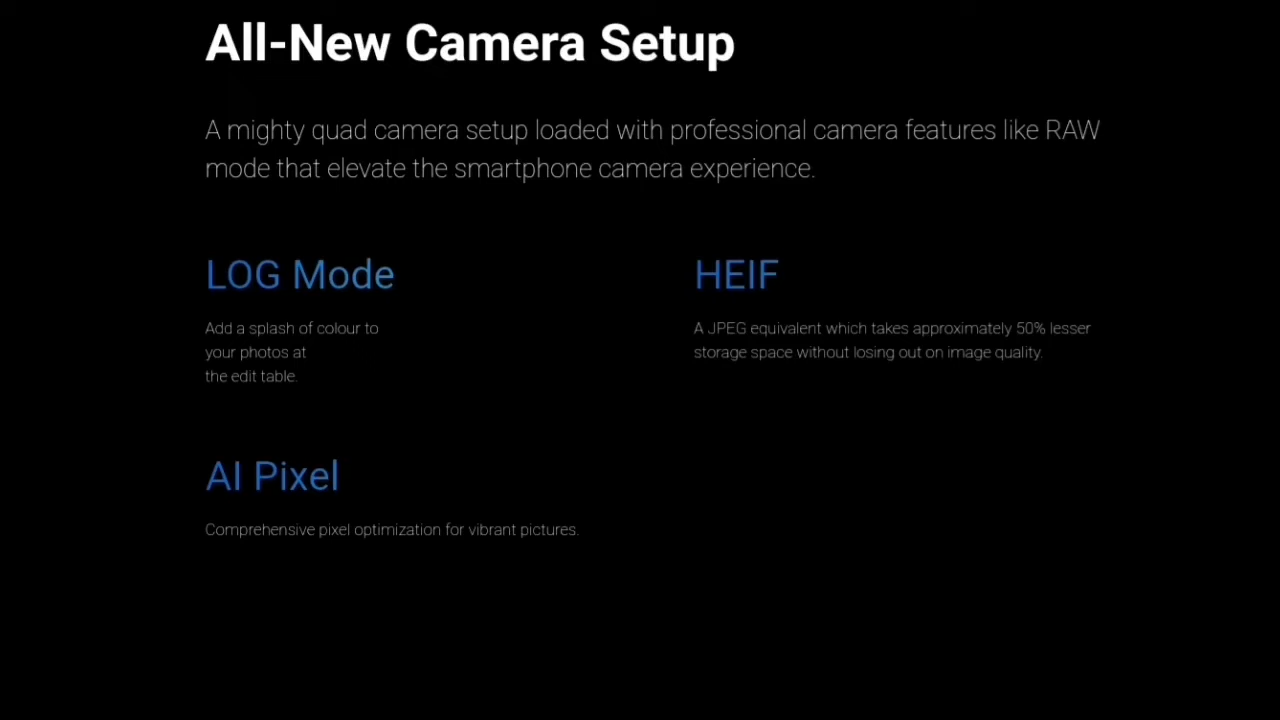 All-New Camera Setup
A mighty quad camera setup loaded with professional camera features like RAW
mode that elevate the smartphone camera experience.
LOG Mode
Add a splash of colour to
your photos at
the edit table.
HEIF
A JPEG equivalent which takes approximately 50% lesser
storage space without losing out on image quality.
AI Pixel
Comprehensive pixel optimization for vibrant pictures.